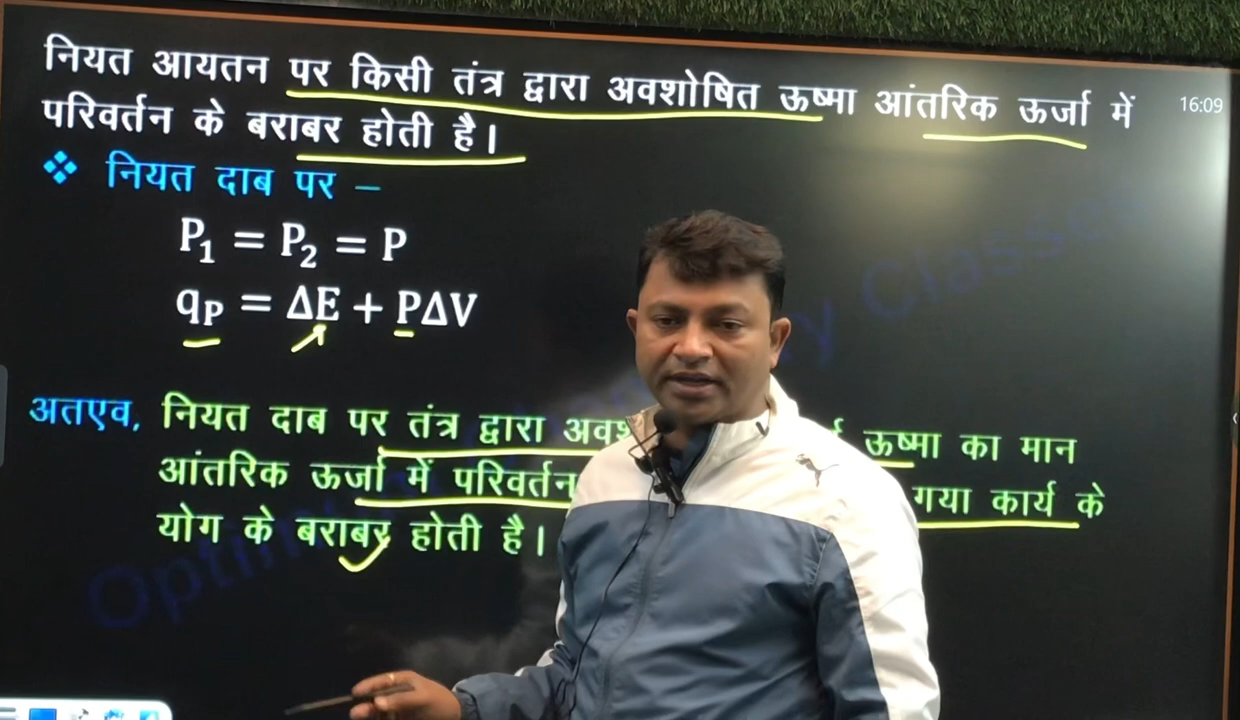 नियत आयतन पर किसी तंत्र द्वारा अवशोषित ऊष्मा आंतरिक ऊर्जा में
16:09
परिवर्तन के बराबर होती है।
❖ नियत दाब पर –
P₁ = P₂ = P
qₚ = ΔE + PΔV
अतएव, नियत दाब पर तंत्र द्वारा ऊष्मा का मान
आंतरिक ऊर्जा में परिवर्तन गया कार्य के
योग के बराबर होती है।